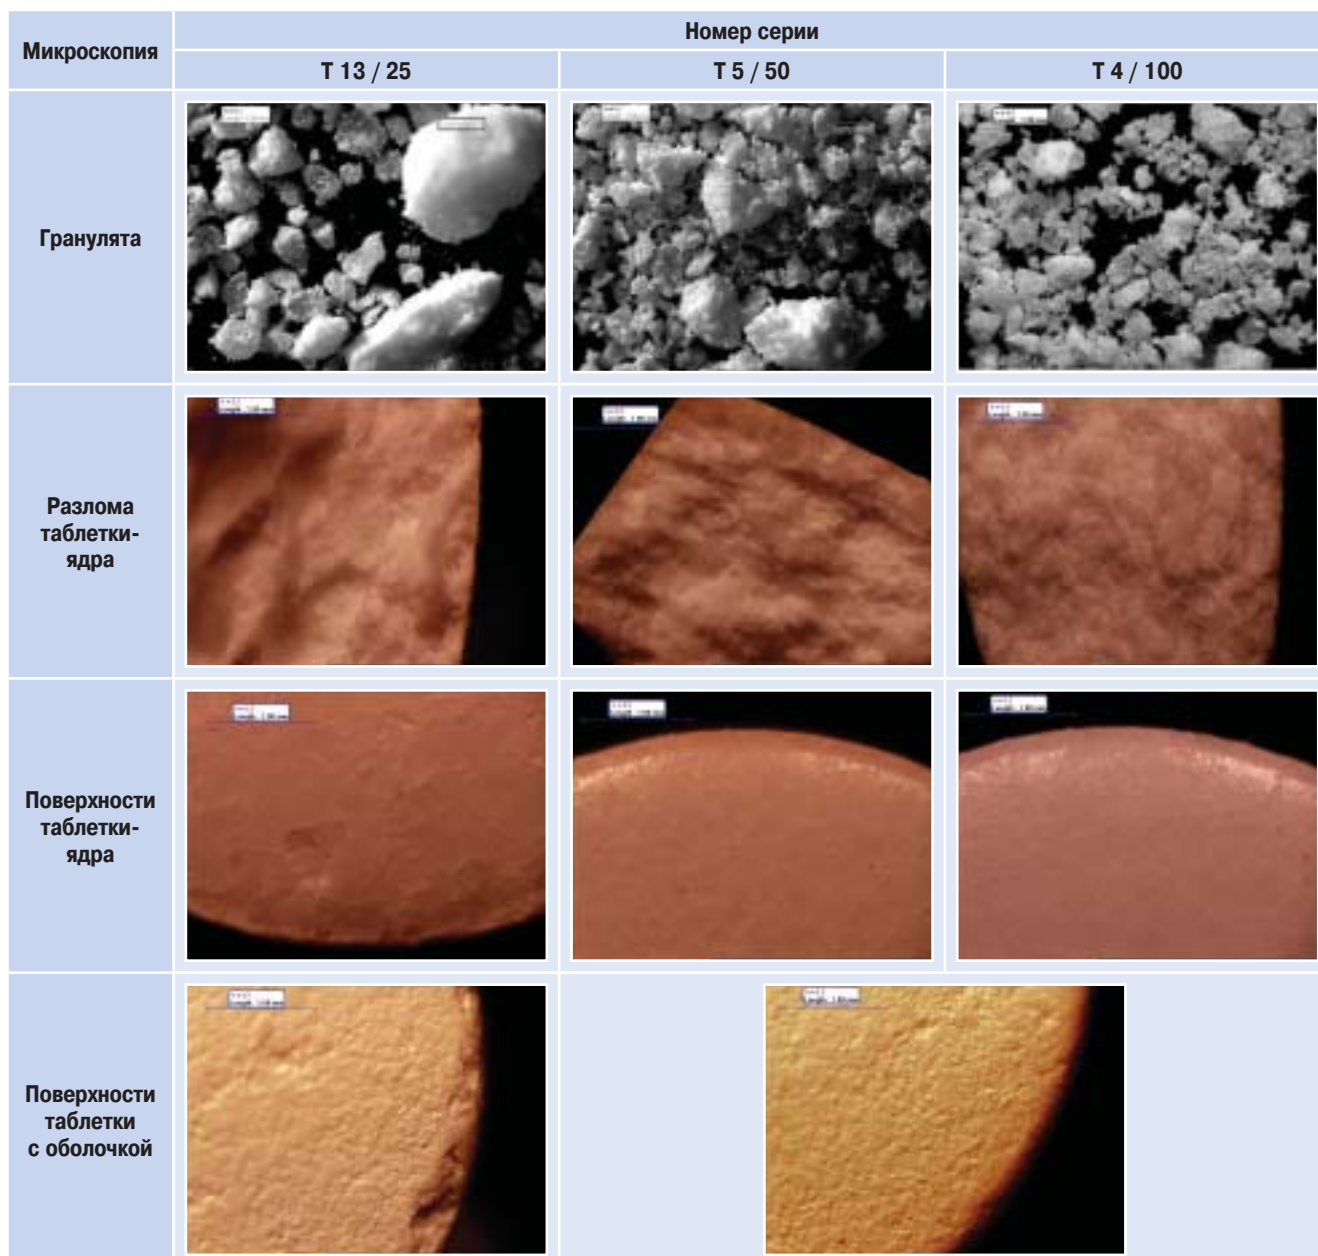 Микроскопия
Номер серии
Т 13 / 25
Т 5 / 50
Т 4 / 100
Гранулята
Разлома
таблетки-
ядра
Поверхности
таблетки-
ядра
Поверхности
таблетки
с оболочкой